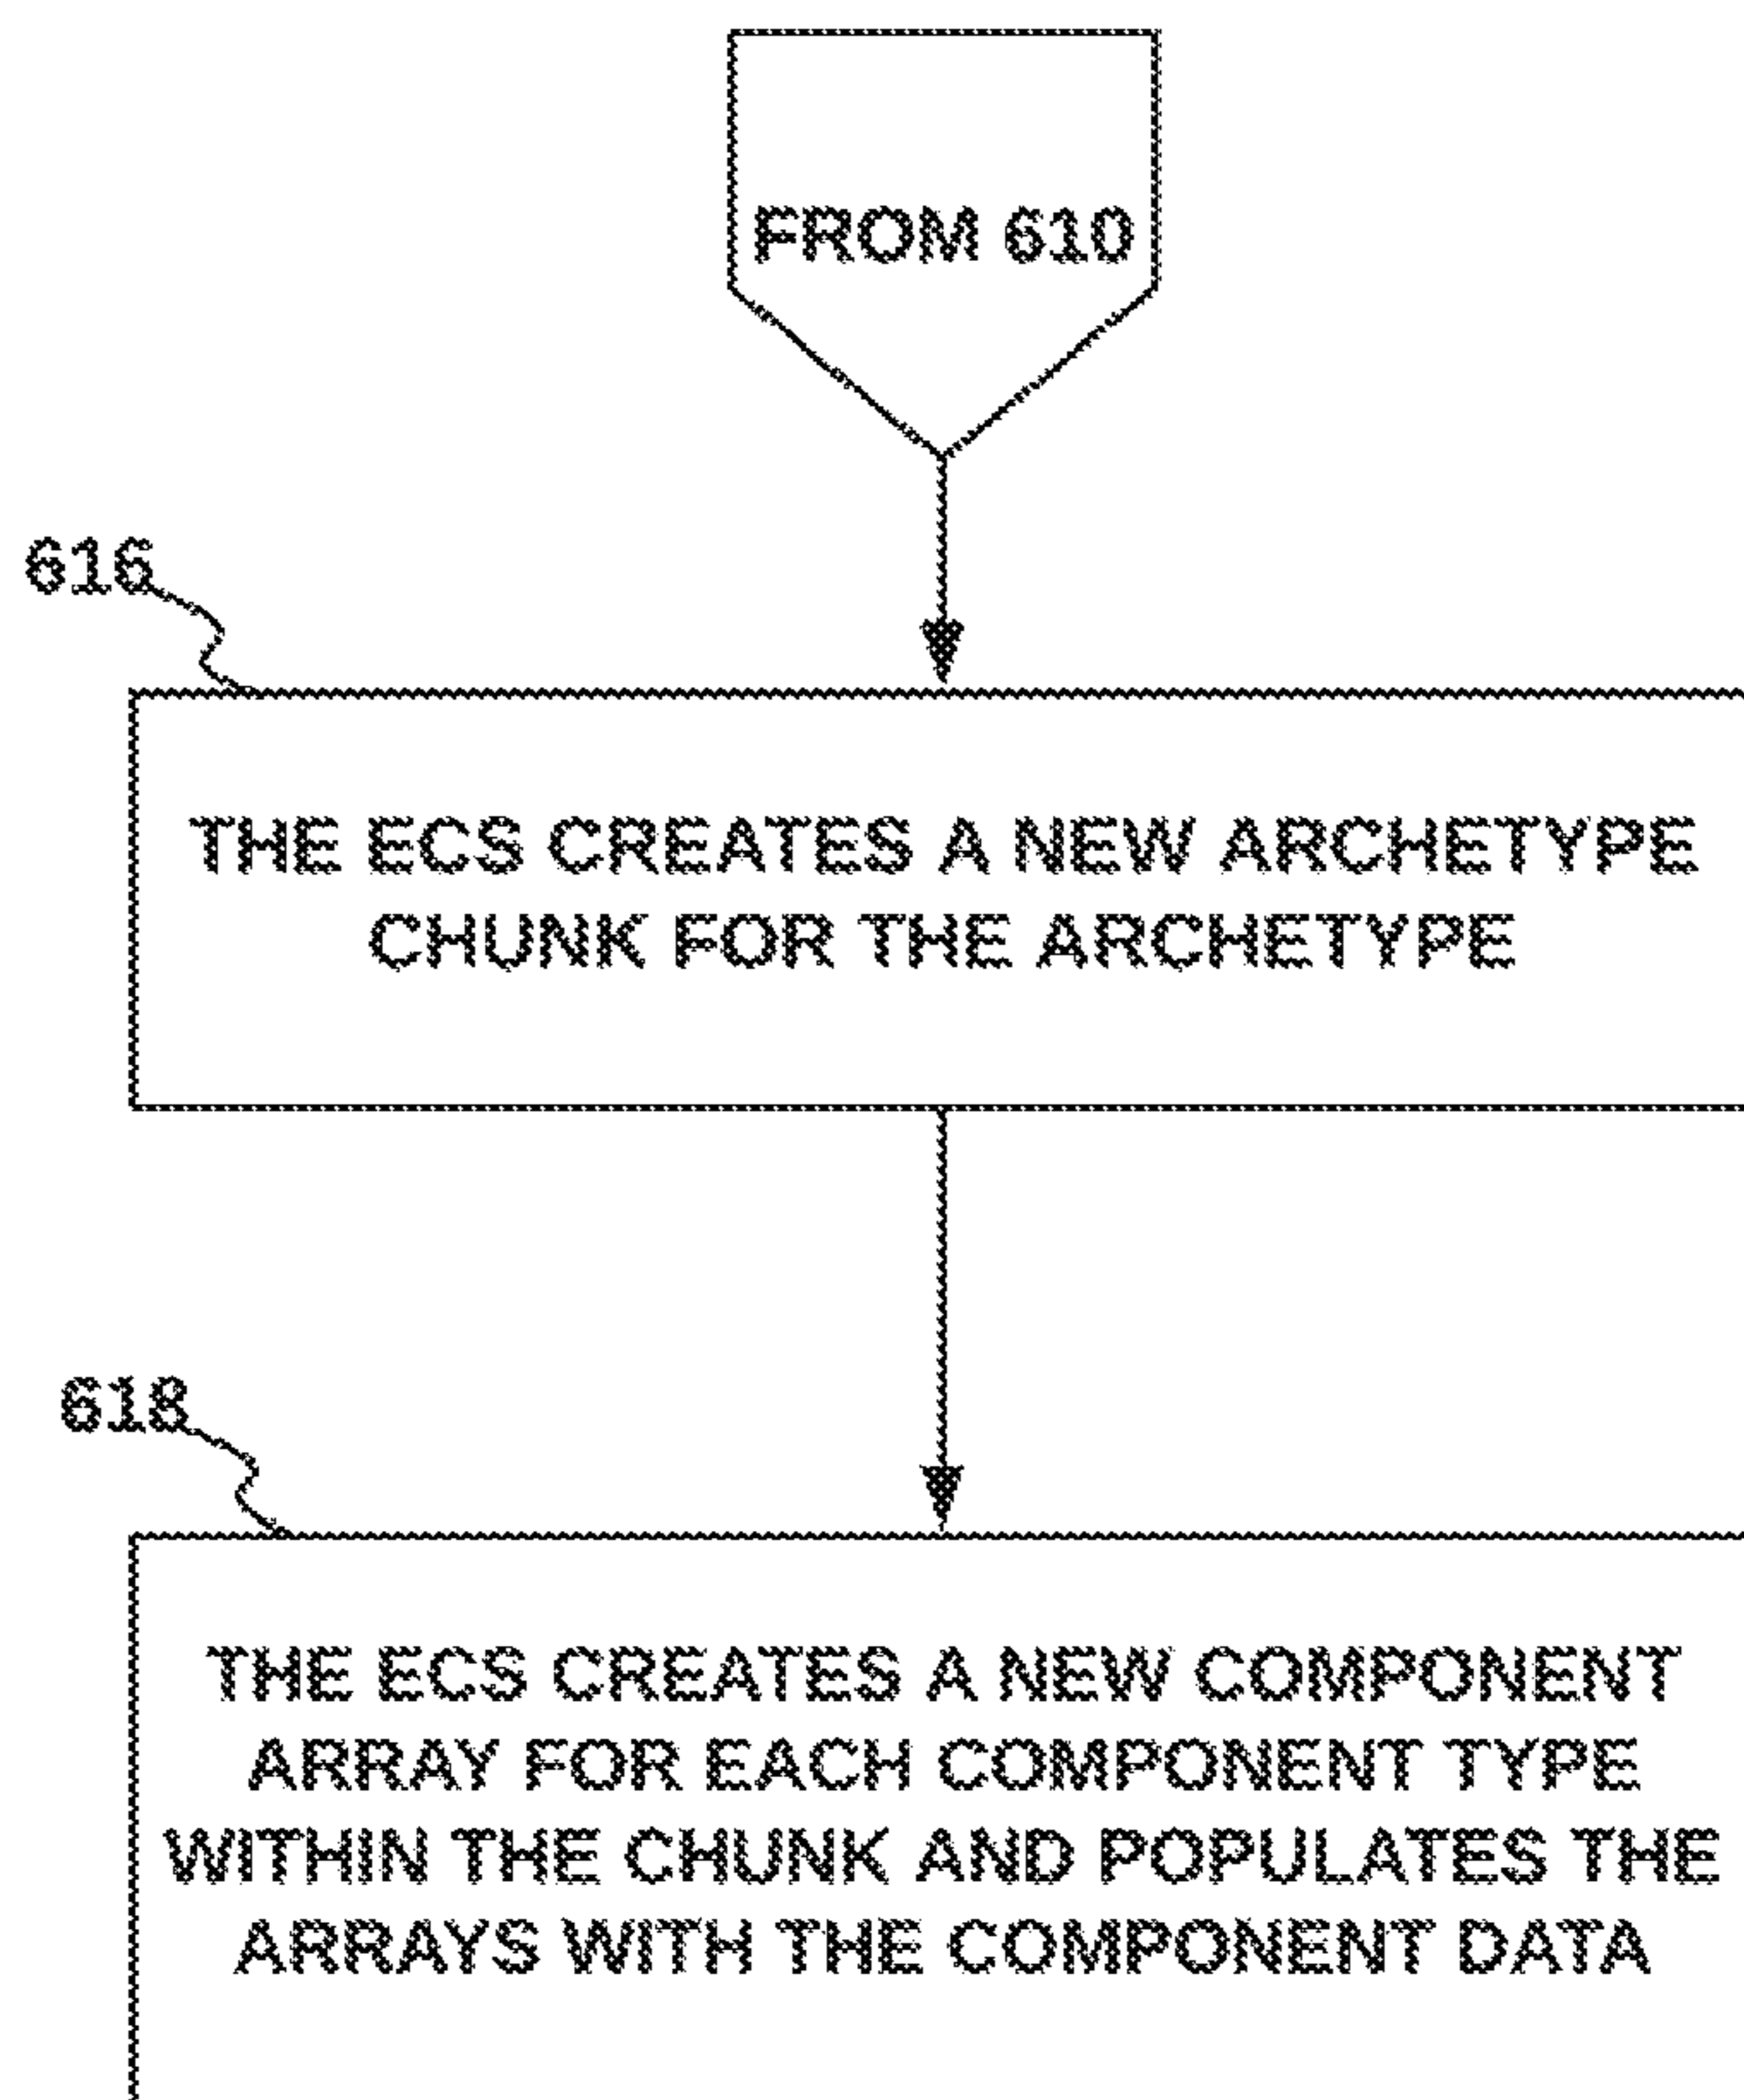 FROM 610
616
THE ECS CREATES A NEW ARCHETYPE
CHUNK FOR THE ARCHETYPE
618
THE ECS CREATES A NEW COMPONENT
ARRAY FOR EACH COMPONENT TYPE
WITHIN THE CHUNK AND POPULATES THE
ARRAYS WITH THE COMPONENT DATA